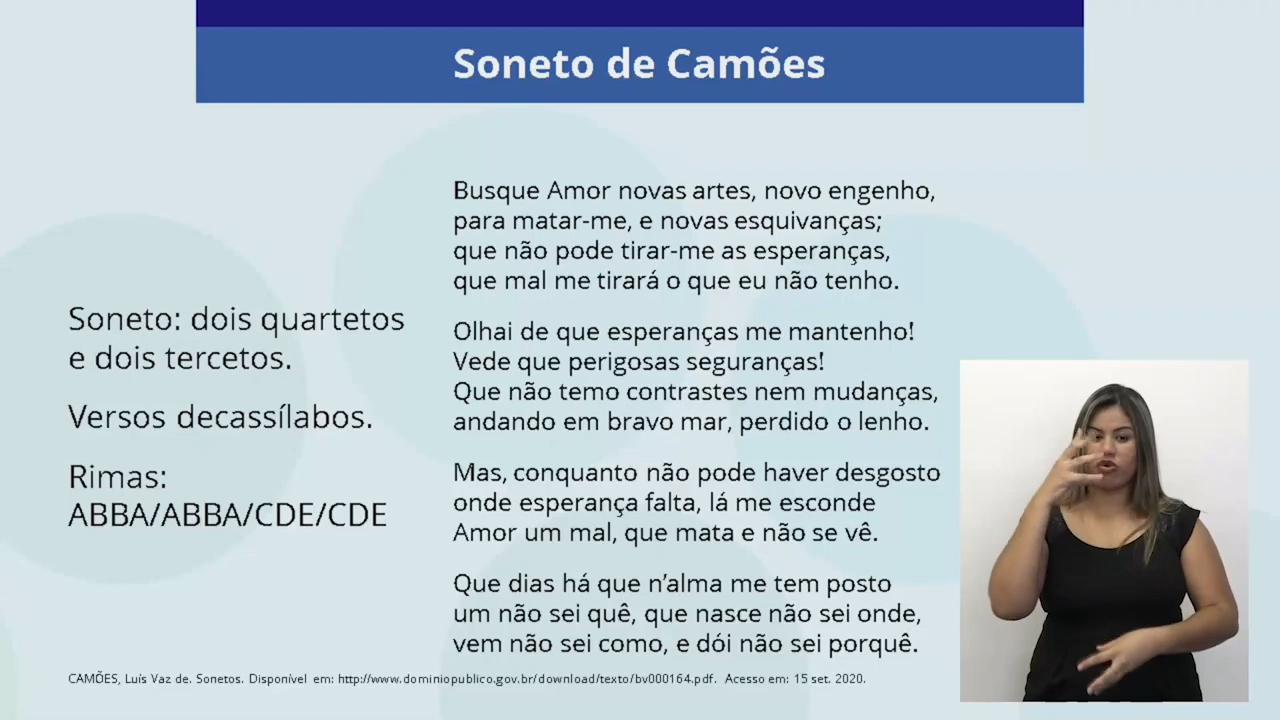 Soneto de Camões
Soneto: dois quartetos
e dois tercetos.
Versos decassílabos.
Rimas:
ABBA/ABBA/CDE/CDE
Busque Amor novas artes, novo engenho,
para matar-me, e novas esquivanças;
que não pode tirar-me as esperanças,
que mal me tirará o que eu não tenho.
Olhai de que esperanças me mantenho!
Vede que perigosas seguranças!
Que não temo contrastes nem mudanças,
andando em bravo mar, perdido o lenho.
Mas, conquanto não pode haver desgosto
onde esperança falta, lá me esconde
Amor um mal, que mata e não se vê.
Que dias há que n’alma me tem posto
um não sei quê, que nasce não sei onde,
vem não sei como, e dói não sei porquê.
CAMÕES, Luís Vaz de. Sonetos. Disponível em: http://www.dominiopublico.gov.br/download/texto/bv000164.pdf. Acesso em: 15 set. 2020.